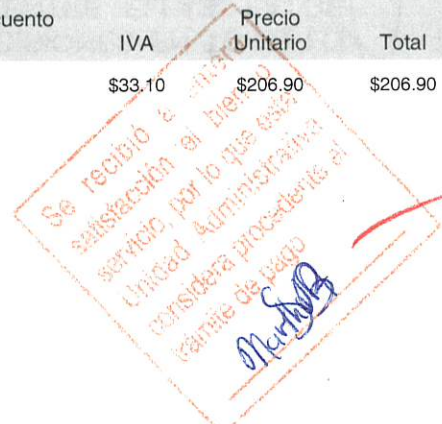 uento
IVA
Precio
Unitario
Total
$33.10
$206.90
$206.90
Se recibió a entera
satisfacción el bien o
servicio, por lo que esta
Unidad Administrativa
considera procedente el
trámite de pago